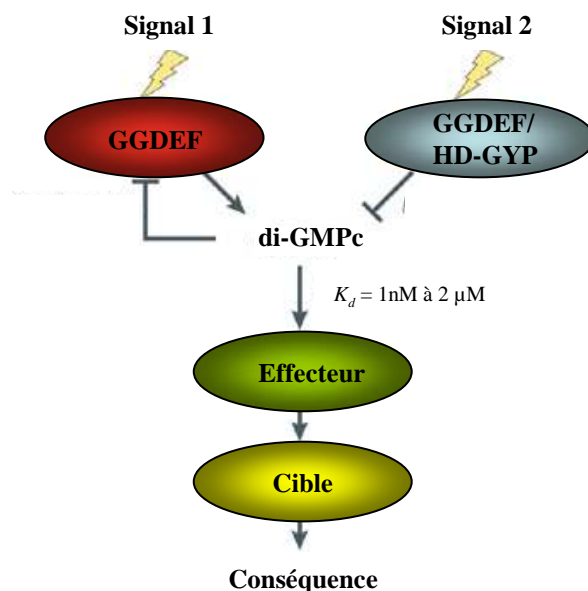 Signal 1
Signal 2
GGDEF
GGDEF/
HD-GYP
di-GMPc
K_d = 1nM à 2 µM
Effecteur
Cible
Conséquence